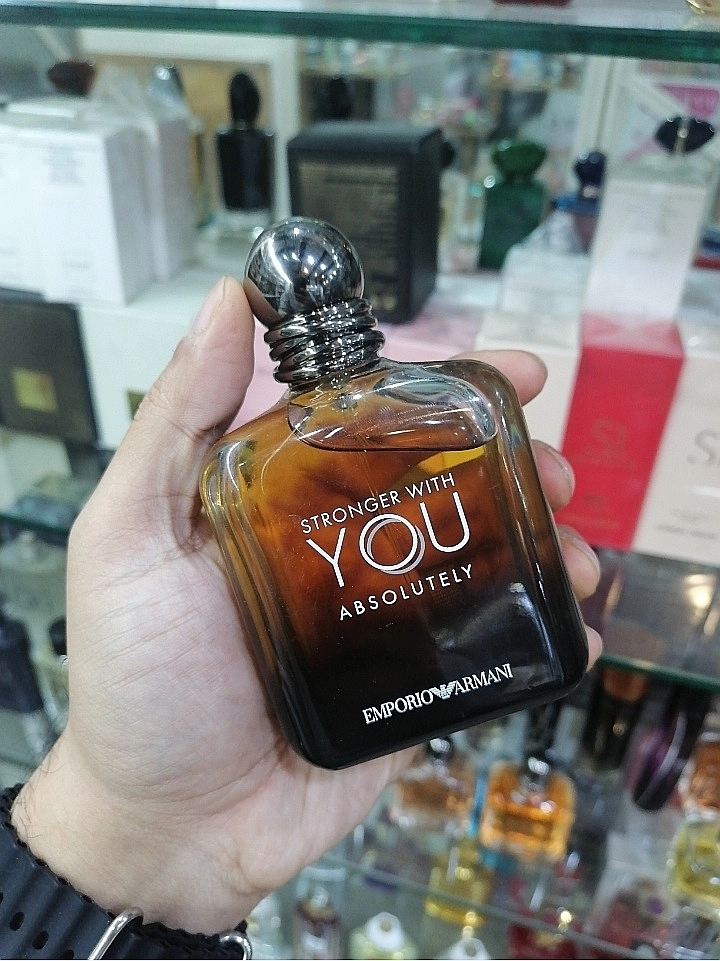 STRONGER WITH
YOU
ABSOLUTELY
EMPORIO ARMANI